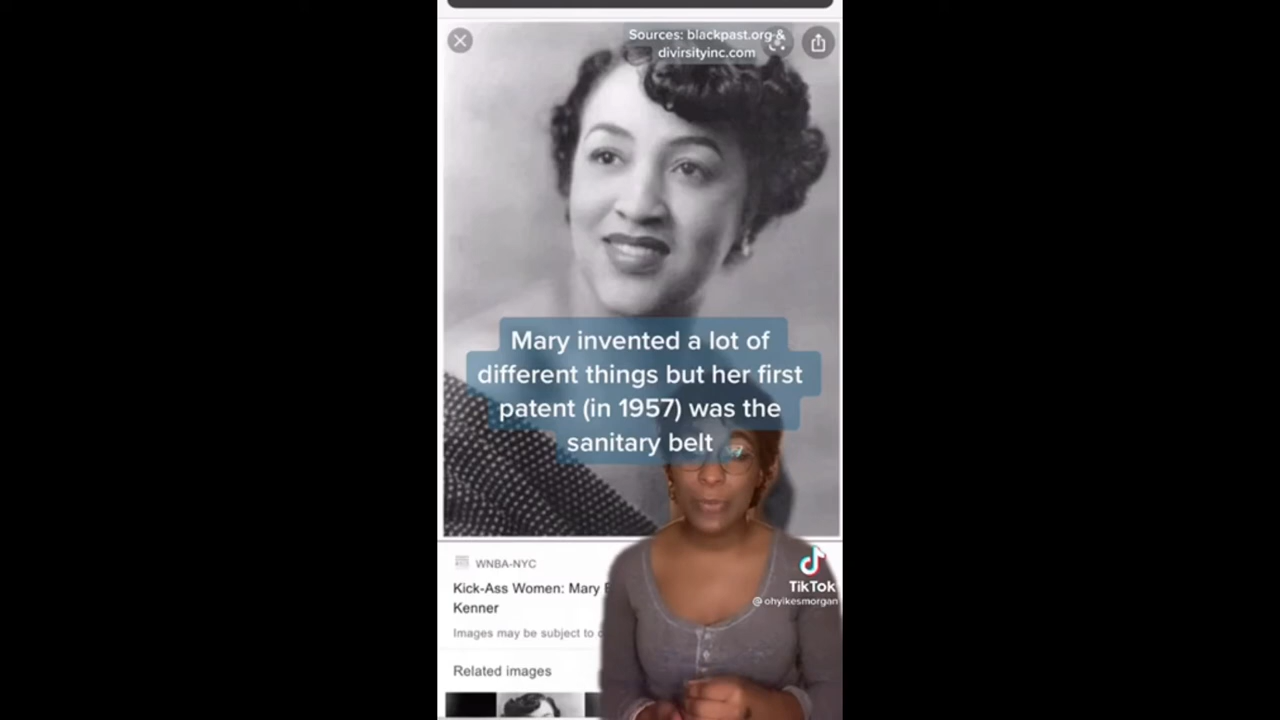 Sources: blackpast.org &
divirsityinc.com
Mary invented a lot of
different things but her first
patent (in 1957) was the
sanitary belt
WNBA-NYC
Kick-Ass Women: Mary
Kenner
Images may be subject to
Related images
TikTok
@ohyikesmorgan